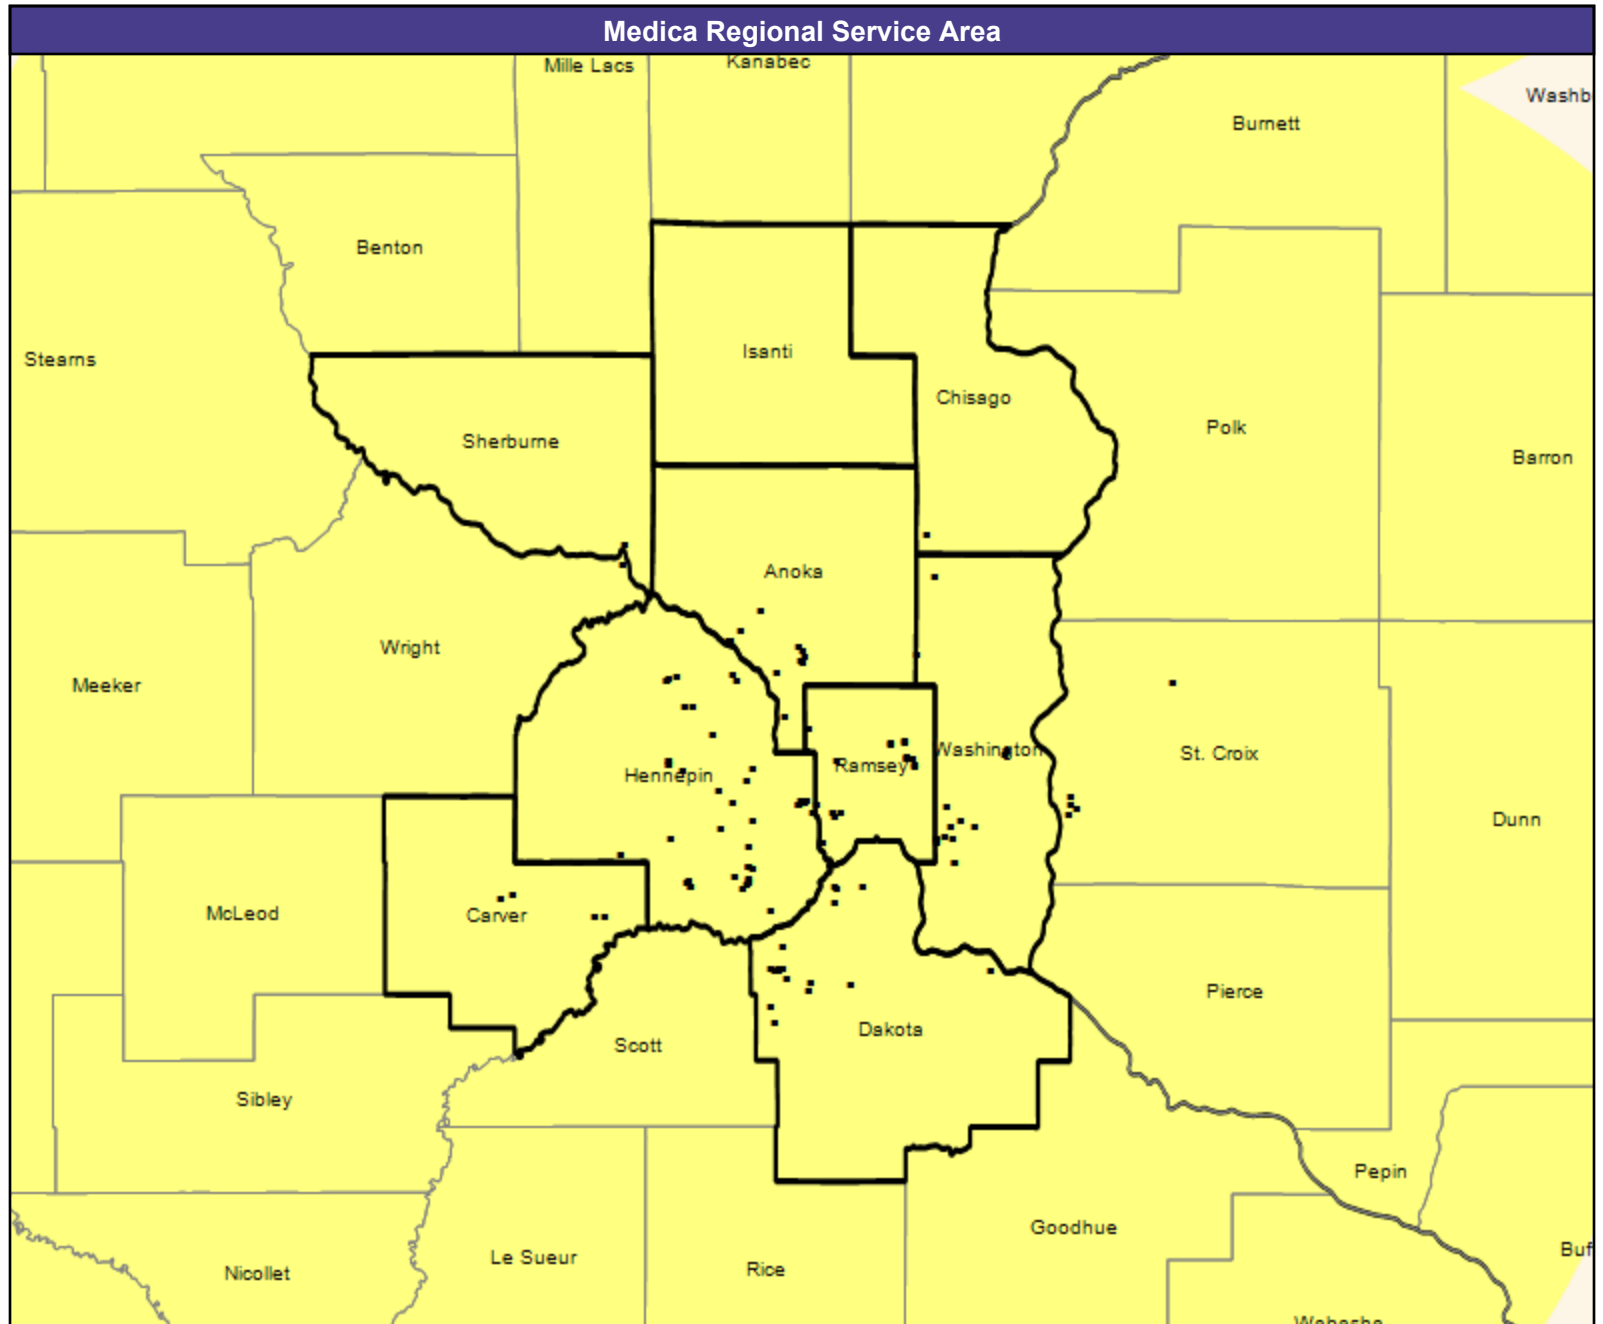 Medica Regional Service Area
Mille Lacs
Kanabec
Washb
Burnett
Benton
Isanti
Stearns
Chisago
Polk
Sherburne
Barron
Anoka
Wright
Meeker
Washington
St. Croix
Ramsey
Hennepin
Dunn
McLeod
Carver
Pierce
Dakota
Scott
Sibley
Pepin
Goodhue
Buf
Le Sueur
Rice
Nicollet